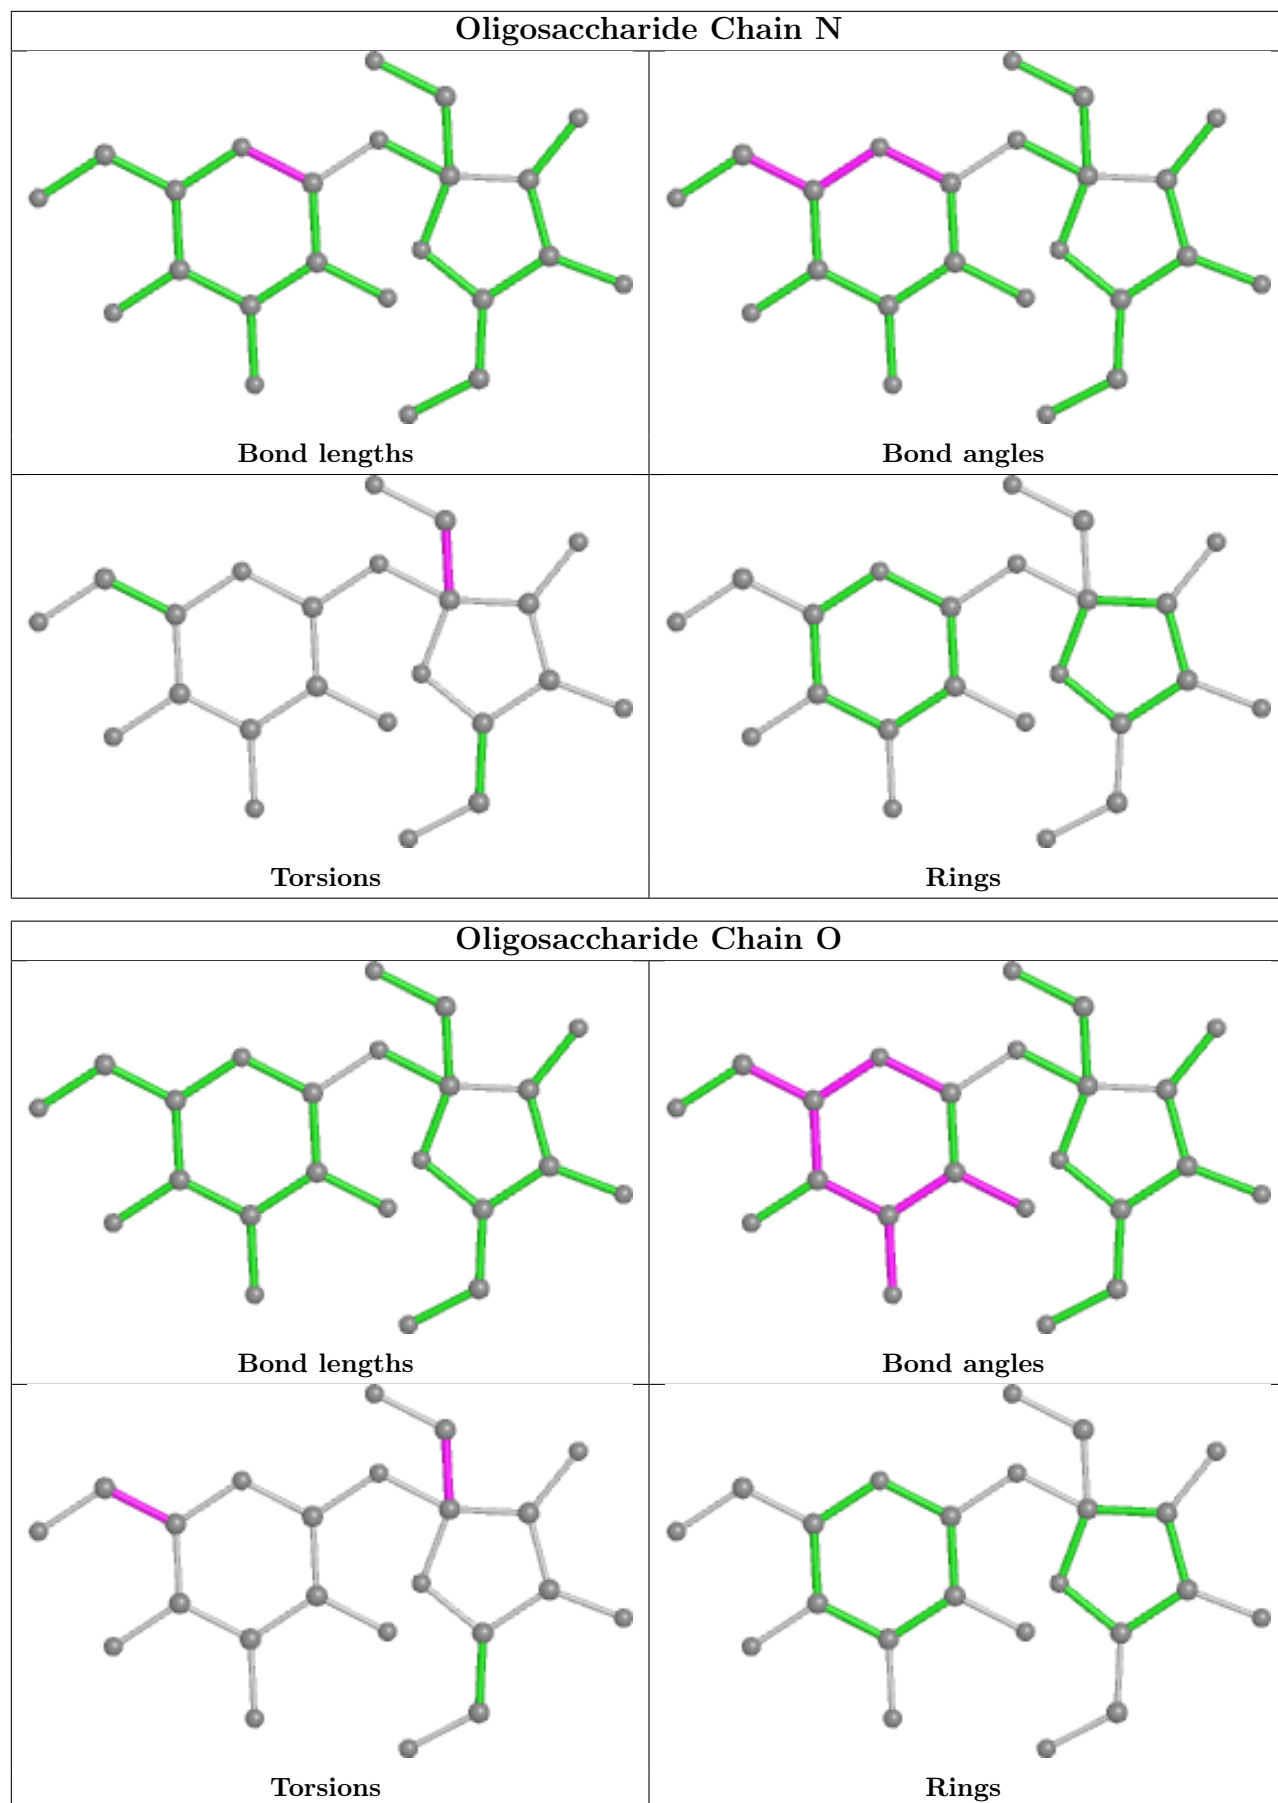 Oligosaccharide Chain N
Bond lengths
Bond angles
Torsions
Rings
Oligosaccharide Chain O
Bond lengths
Bond angles
Torsions
Rings